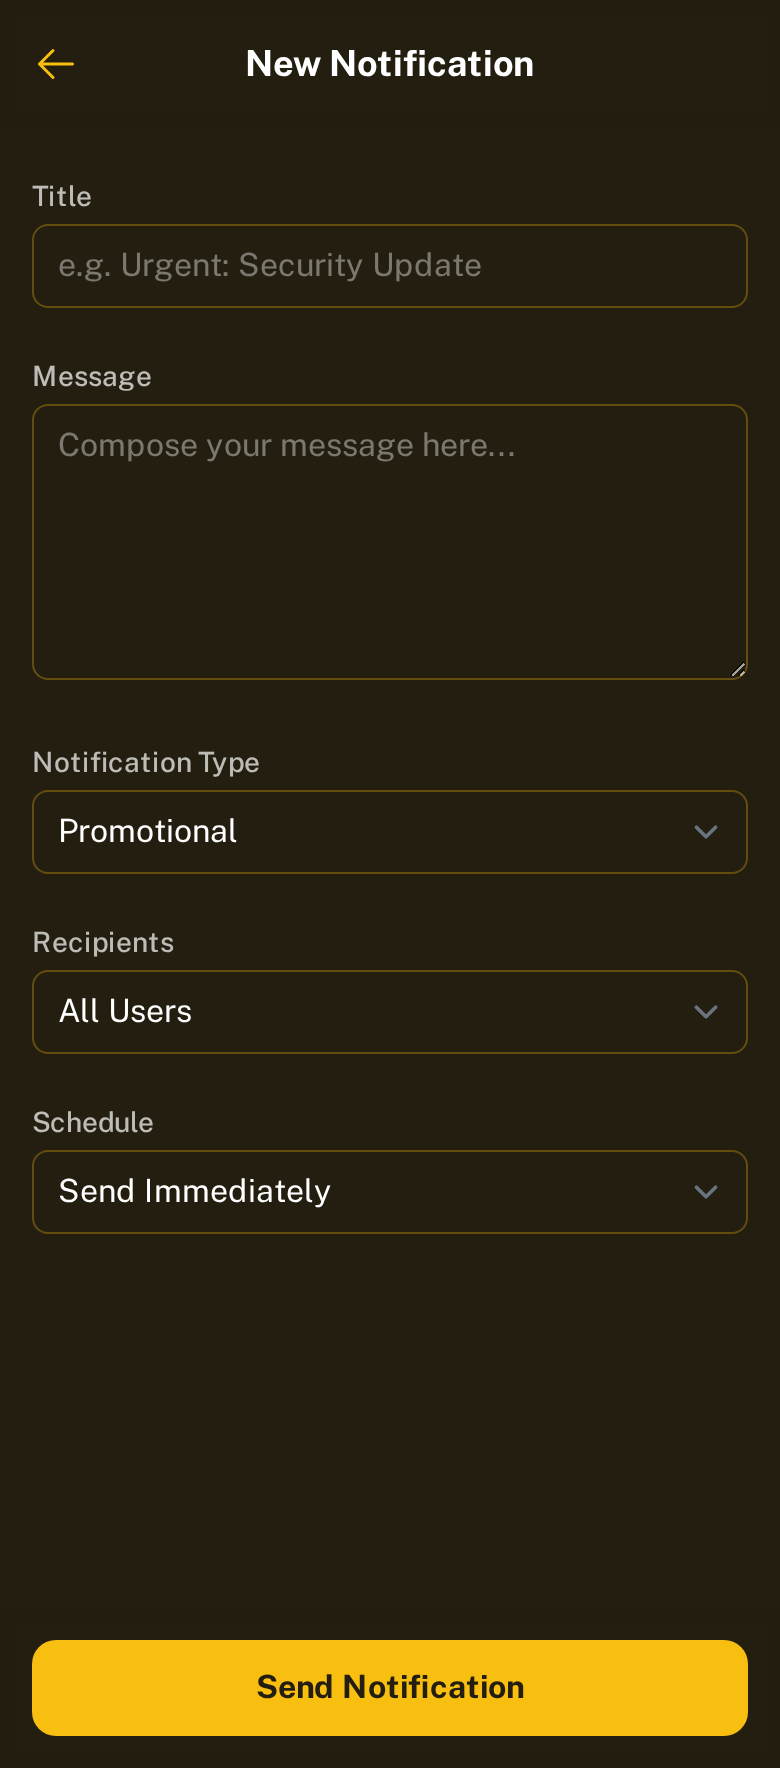 New Notification
Title
e.g. Urgent: Security Update
Message
Compose your message here...
Notification Type
Promotional
Recipients
All Users
Schedule
Send Immediately
Send Notification